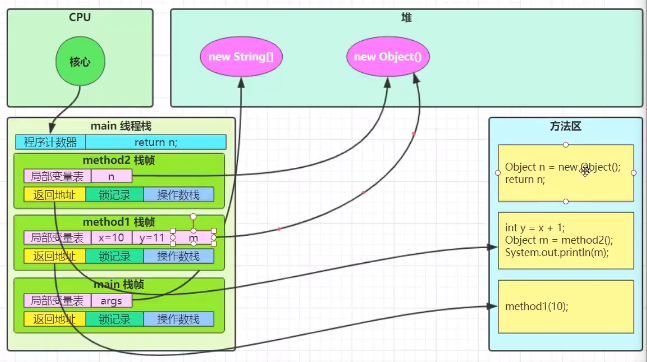 CPU
核心
堆
new String[]
new Object()
main 线程栈
程序计数器
return n;
method2 栈帧
局部变量表
n
返回地址
锁记录
操作数栈
method1 栈帧
局部变量表
x=10
y=11
m
返回地址
锁记录
操作数栈
main 栈帧
局部变量表
args
返回地址
锁记录
操作数栈
方法区
Object n = new Object();
return n;
int y = x + 1;
Object m = method2();
System.out.println(m);
method1(10);